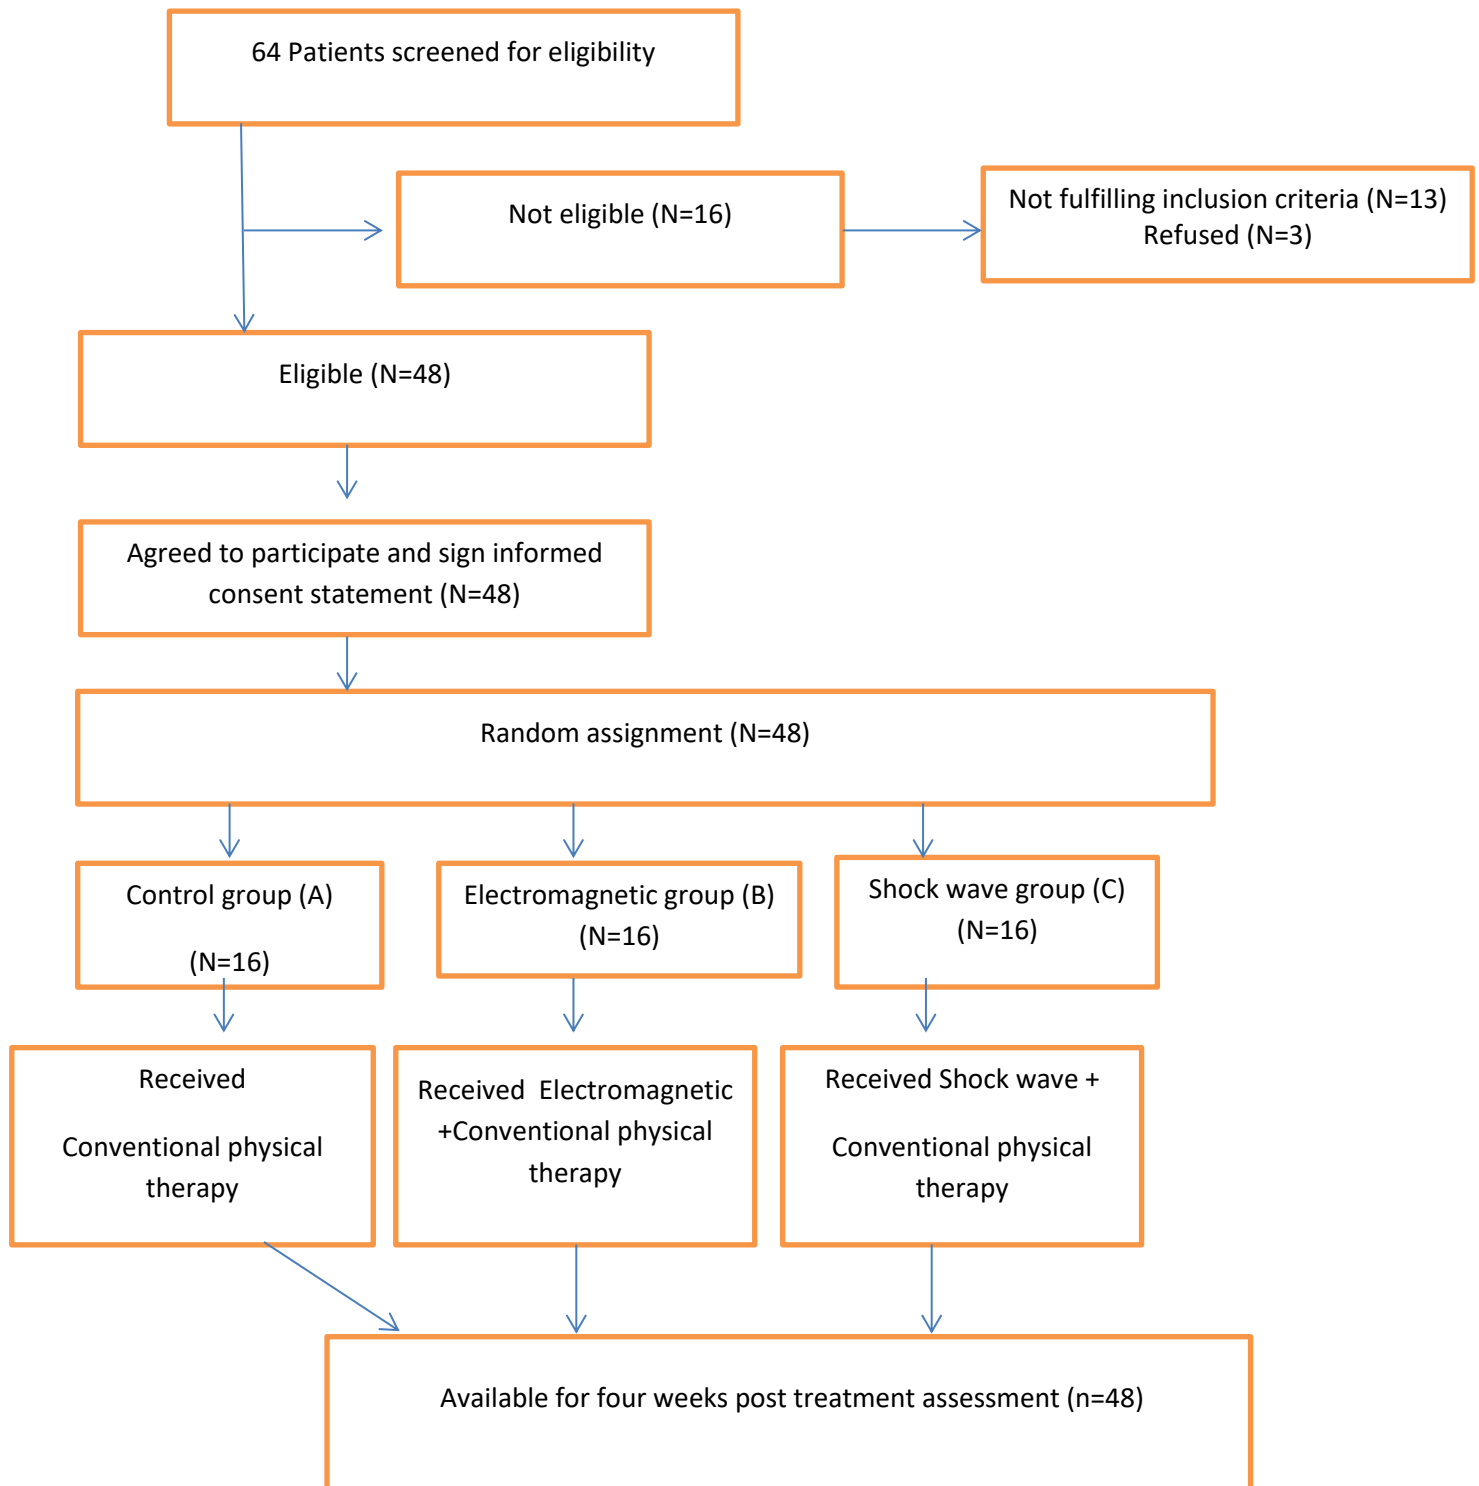 64 Patients screened for eligibility
Not eligible (N=16)
Not fulfilling inclusion criteria (N=13)
Refused (N=3)
Eligible (N=48)
Agreed to participate and sign informed
consent statement (N=48)
Random assignment (N=48)
Control group (A)
(N=16)
Electromagnetic group (B)
(N=16)
Shock wave group (C)
(N=16)
Received
Conventional physical
therapy
Received Electromagnetic
+Conventional physical
therapy
Received Shock wave +
Conventional physical
therapy
Available for four weeks post treatment assessment (n=48)